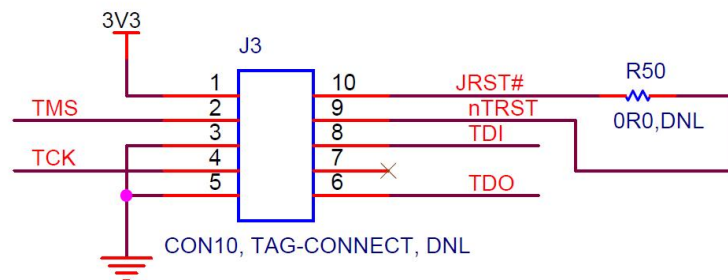 3V3
J3
1 10 JRST# R50
TMS 2 9 nTRST 0R0,DNL
3 8 TDI
TCK 4 7
5 6 TDO
CON10, TAG-CONNECT, DNL